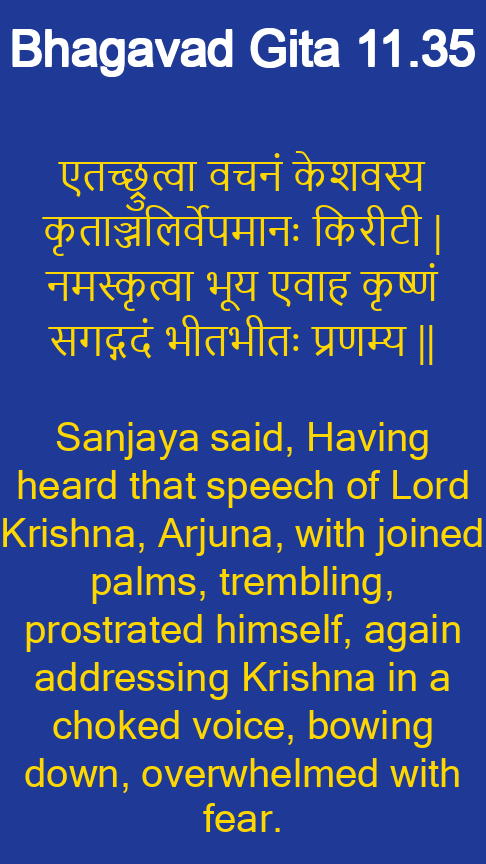 Bhagavad Gita 11.35
एतच्छ्रुत्वा वचनं केशवस्य
कृताञ्जलिर्वेपमानः किरीटी |
नमस्कृत्वा भूय एवाह कृष्णं
सगद्गदं भीतभीतः प्रणम्य ||
Sanjaya said, Having
heard that speech of Lord
Krishna, Arjuna, with joined
palms, trembling,
prostrated himself, again
addressing Krishna in a
choked voice, bowing
down, overwhelmed with
fear.